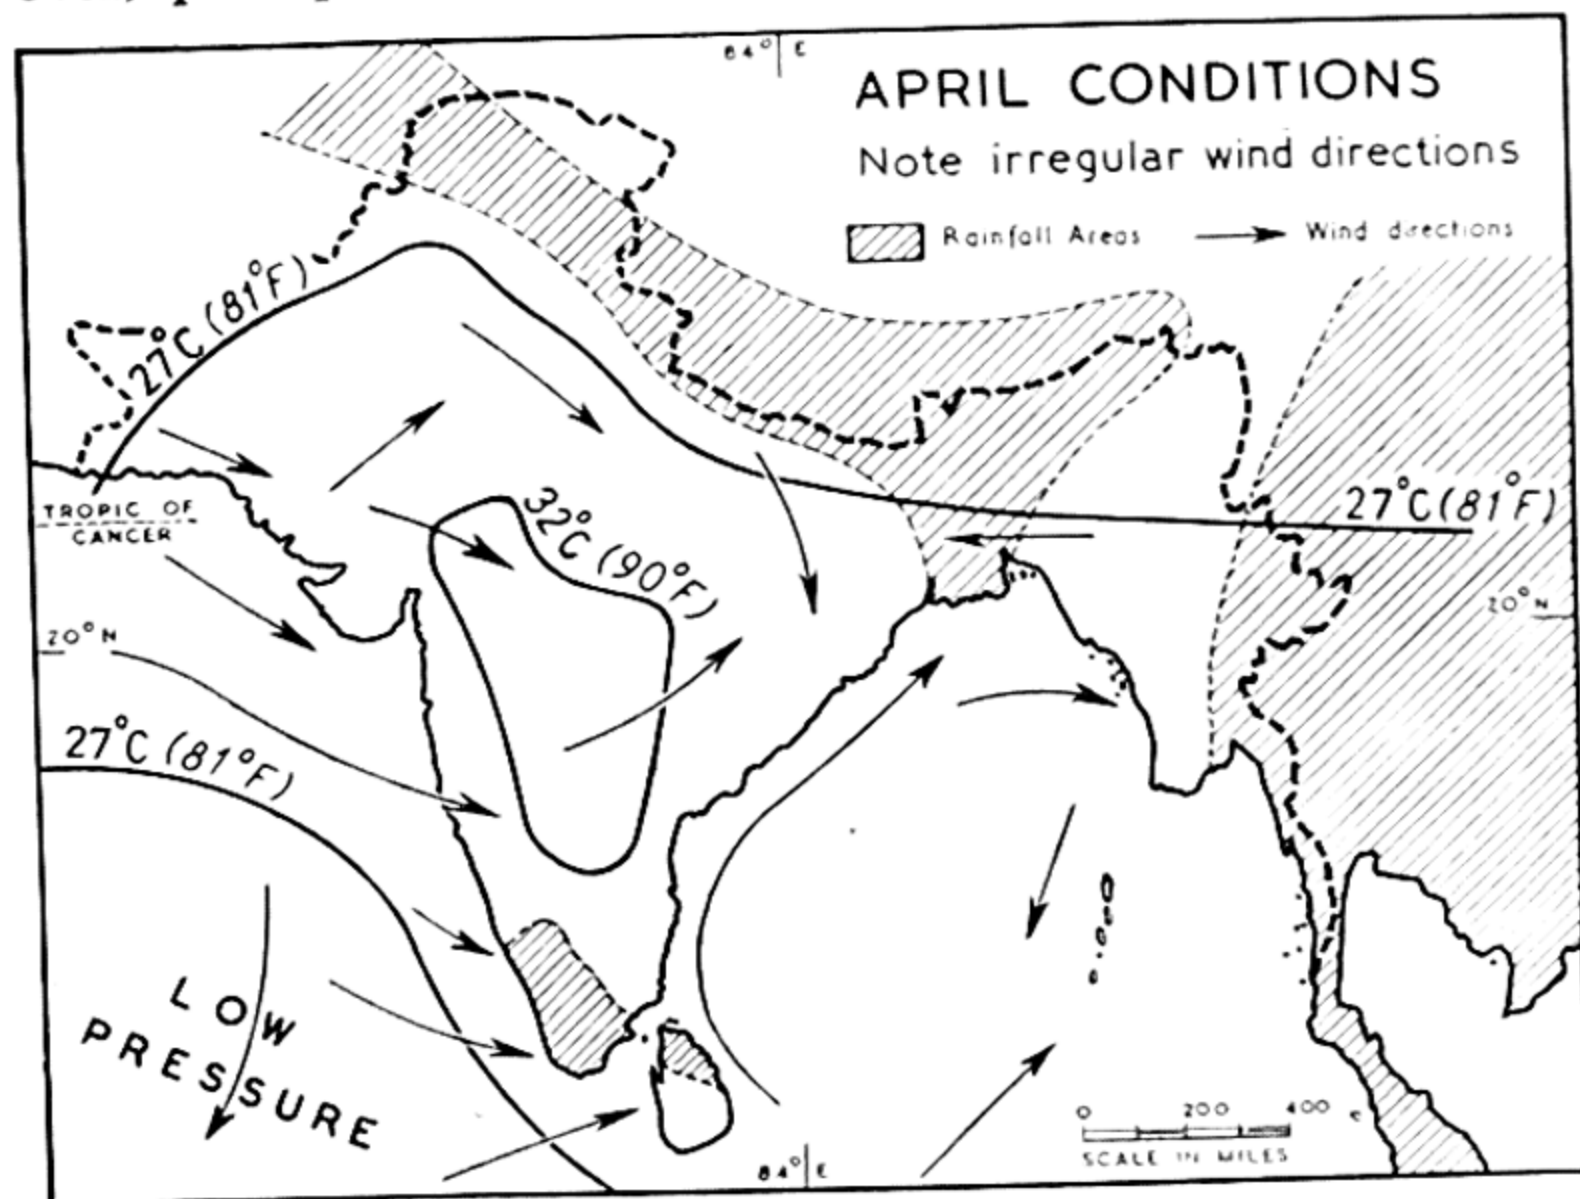 84° E
APRIL CONDITIONS
Note irregular wind directions
Rainfall Areas
Wind directions
27°C (81°F)
TROPIC OF
CANCER
32°C (90°F)
27°C (81°F)
20° N
20° N
27°C (81°F)
LOW
PRESSURE
0 200 400
SCALE IN MILES
84° E